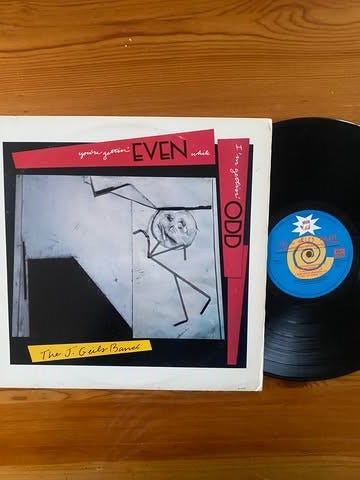 you're gettin' EVEN while
I'm gettin' ODD
The J. Geils Band